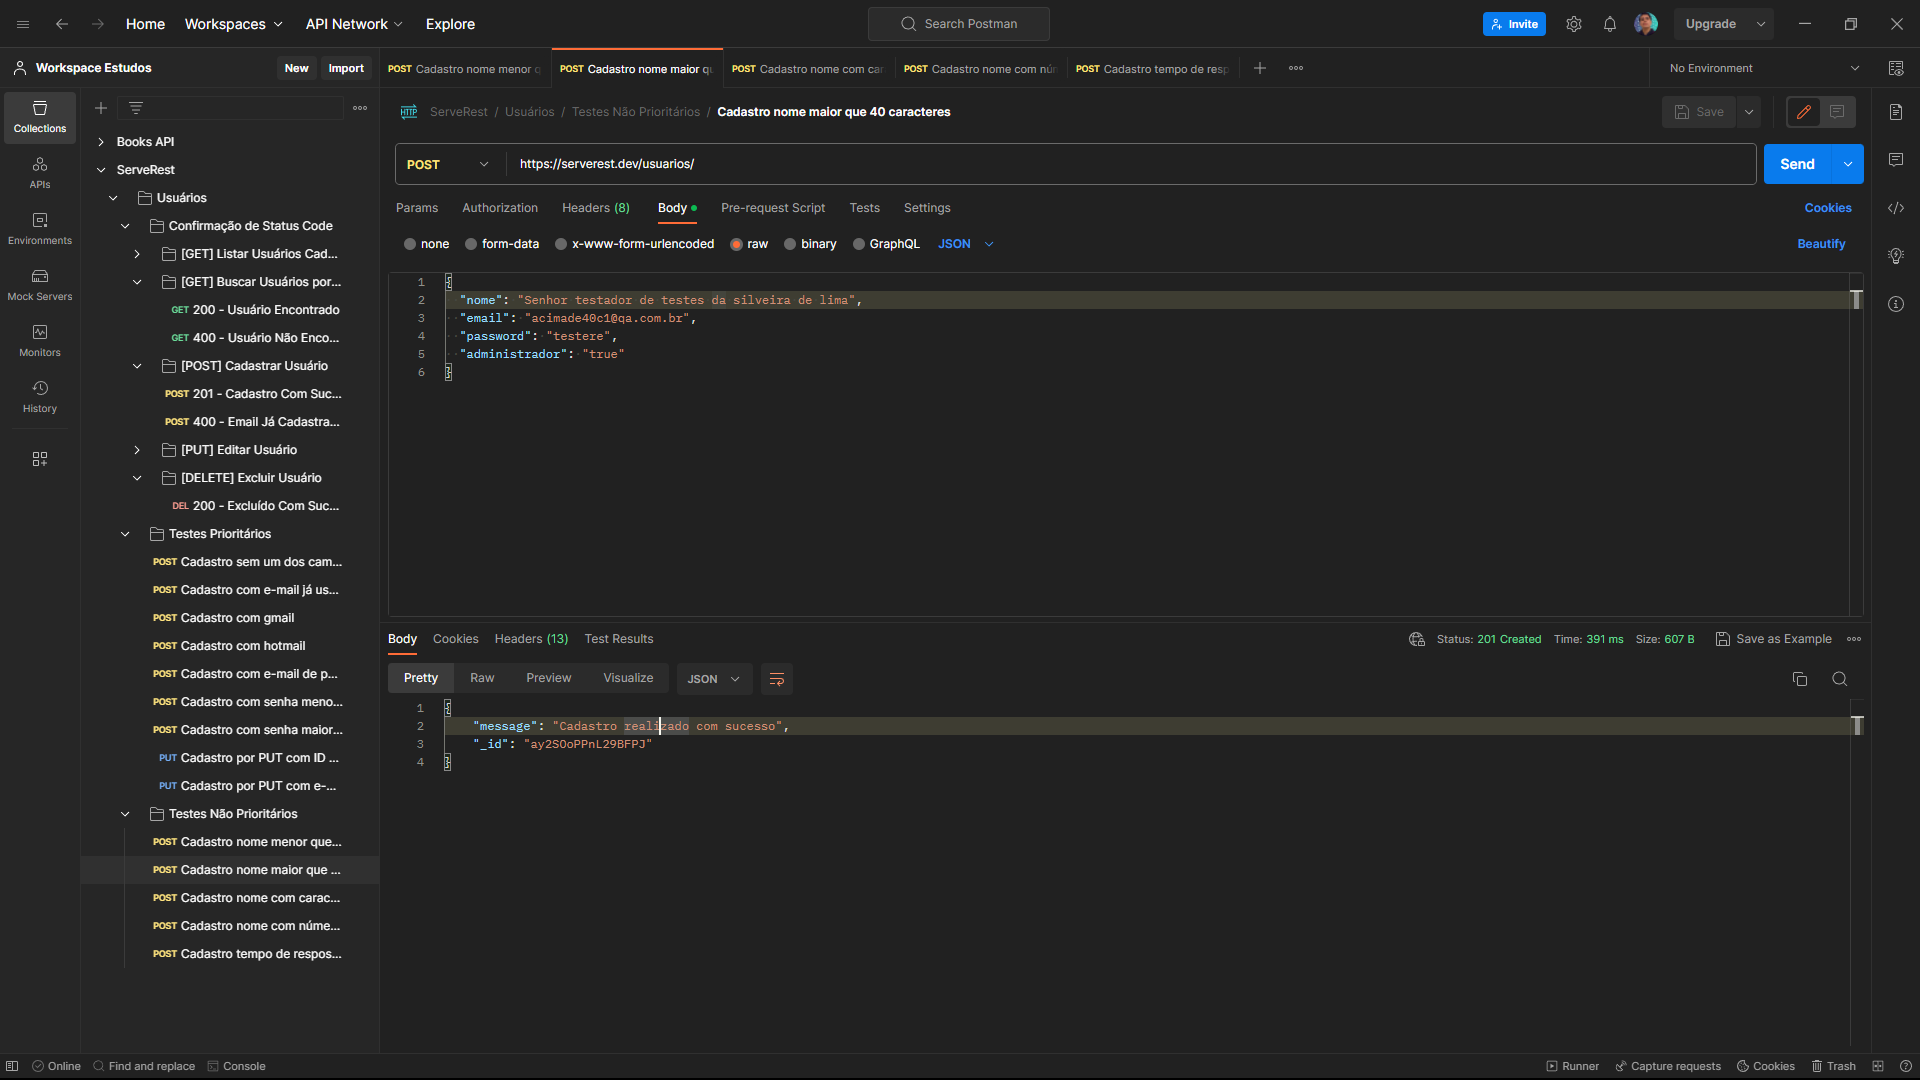 Home
Workspaces
API Network
Explore
Search Postman
Invite
Upgrade
Workspace Estudos
New
Import
POST Cadastro nome menor q
POST Cadastro nome maior qu
POST Cadastro nome com car
POST Cadastro nome com núm
POST Cadastro tempo de resp
No Environment
Collections
APIs
Environments
Mock Servers
Monitors
History
Books API
ServeRest
Usuários
Confirmação de Status Code
[GET] Listar Usuários Cad...
[GET] Buscar Usuários por...
GET 200 - Usuário Encontrado
GET 400 - Usuário Não Enco...
[POST] Cadastrar Usuário
POST 201 - Cadastro Com Suc...
POST 400 - Email Já Cadastra...
[PUT] Editar Usuário
[DELETE] Excluir Usuário
DEL 200 - Excluído Com Suc...
Testes Prioritários
POST Cadastro sem um dos cam...
POST Cadastro com e-mail já us...
POST Cadastro com gmail
POST Cadastro com hotmail
POST Cadastro com e-mail de p...
POST Cadastro com senha meno...
POST Cadastro com senha maior...
PUT Cadastro por PUT com ID ...
PUT Cadastro por PUT com e-...
Testes Não Prioritários
POST Cadastro nome menor que...
POST Cadastro nome maior que ...
POST Cadastro nome com carac...
POST Cadastro nome com núme...
POST Cadastro tempo de respos...
HTTP ServeRest / Usuários / Testes Não Prioritários / Cadastro nome maior que 40 caracteres
Save
POST https://serverest.dev/usuarios/
Send
Params Authorization Headers (8) Body Pre-request Script Tests Settings
Cookies
none form-data x-www-form-urlencoded raw binary GraphQL JSON
Beautify
1 {
2 "nome": "Senhor testador de testes da silveira de lima",
3 "email": "acimade40c1@qa.com.br",
4 "password": "testere",
5 "administrador": "true"
6 }
Body Cookies Headers (13) Test Results
Status: 201 Created Time: 391 ms Size: 607 B
Save as Example
Pretty Raw Preview Visualize JSON
1 {
2 "message": "Cadastro realizado com sucesso",
3 "_id": "ay2SOoPPnL29BFPJ"
4 }
Online
Find and replace
Console
Runner
Capture requests
Cookies
Trash